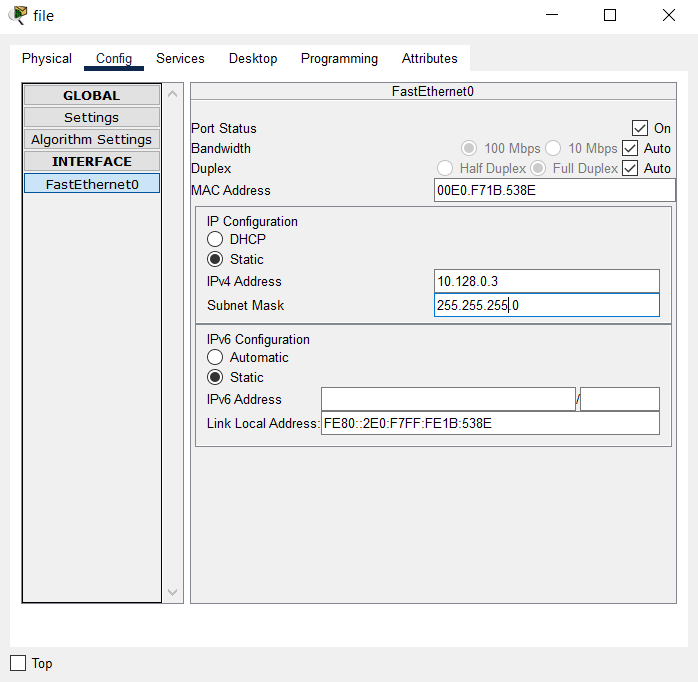 file
Physical Config Services Desktop Programming Attributes
GLOBAL
Settings
Algorithm Settings
INTERFACE
FastEthernet0
FastEthernet0
Port Status On
Bandwidth 100 Mbps 10 Mbps Auto
Duplex Half Duplex Full Duplex Auto
MAC Address 00E0.F71B.538E
IP Configuration
DHCP
Static
IPv4 Address 10.128.0.3
Subnet Mask 255.255.255.0
IPv6 Configuration
Automatic
Static
IPv6 Address /
Link Local Address: FE80::2E0:F7FF:FE1B:538E
Top